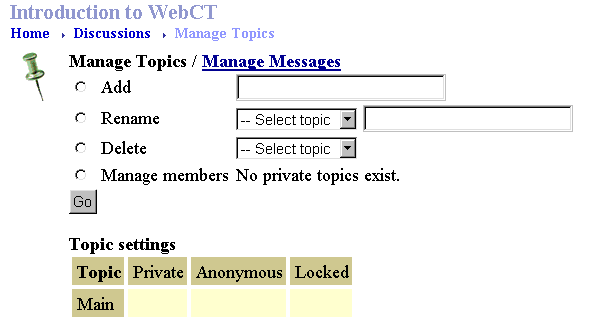 Introduction to WebCT
Home › Discussions › Manage Topics
Manage Topics / Manage Messages
Add
Rename -- Select topic
Delete -- Select topic
Manage members No private topics exist.
Go
Topic settings
Topic Private Anonymous Locked
Main